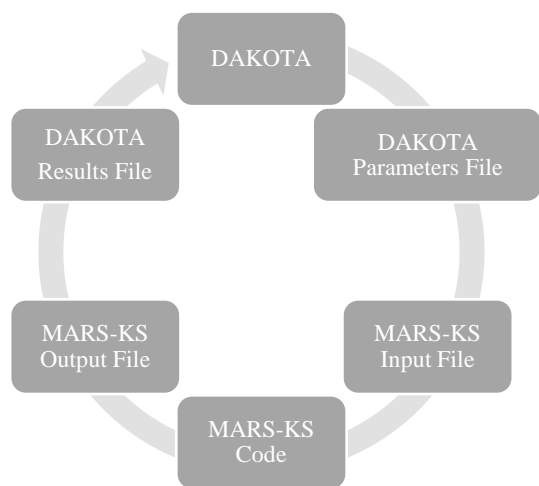 DAKOTA
DAKOTA
Parameters File
MARS-KS
Input File
MARS-KS
Code
MARS-KS
Output File
DAKOTA
Results File